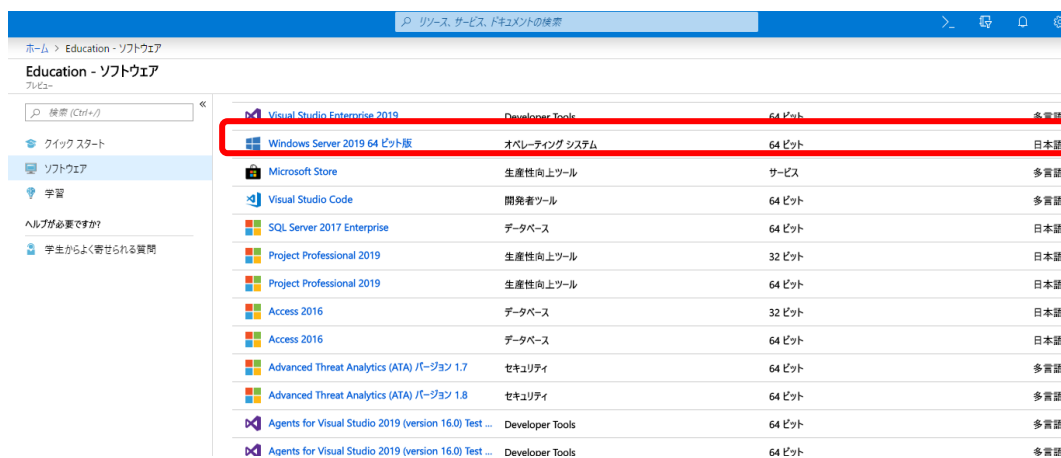 リソース、サービス、ドキュメントの検索
ホーム > Education - ソフトウェア
Education - ソフトウェア
プレビュー
検索 (Ctrl+/)
«
クイック スタート
ソフトウェア
学習
ヘルプが必要ですか?
学生からよく寄せられる質問
Visual Studio Enterprise 2019 Developer Tools 64 ビット 多言語
Windows Server 2019 64 ビット版 オペレーティング システム 64 ビット 日本語
Microsoft Store 生産性向上ツール サービス 多言語
Visual Studio Code 開発者ツール 64 ビット 多言語
SQL Server 2017 Enterprise データベース 64 ビット 日本語
Project Professional 2019 生産性向上ツール 32 ビット 日本語
Project Professional 2019 生産性向上ツール 64 ビット 日本語
Access 2016 データベース 32 ビット 日本語
Access 2016 データベース 64 ビット 日本語
Advanced Threat Analytics (ATA) バージョン 1.7 セキュリティ 64 ビット 多言語
Advanced Threat Analytics (ATA) バージョン 1.8 セキュリティ 64 ビット 多言語
Agents for Visual Studio 2019 (version 16.0) Test ... Developer Tools 64 ビット 多言語
Agents for Visual Studio 2019 (version 16.0) Test ... Developer Tools 64 ビット 多言語